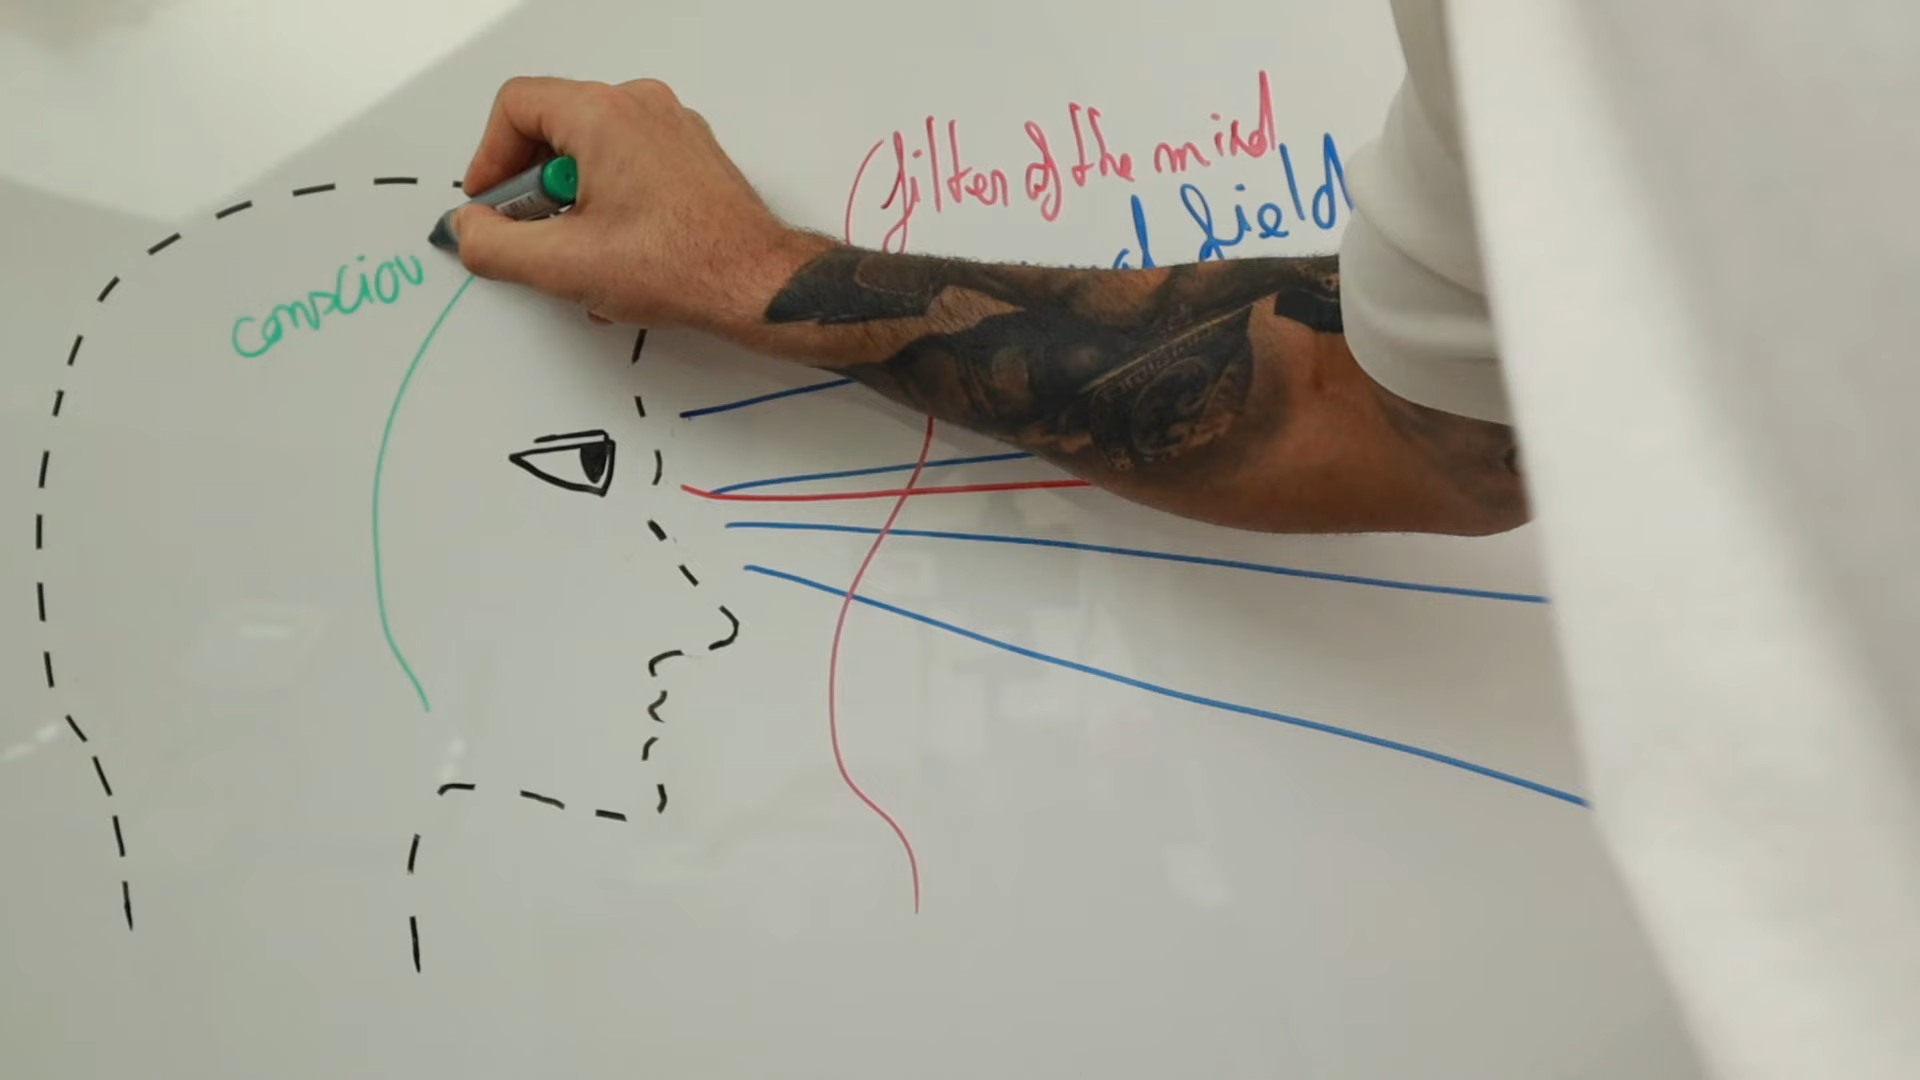 filter of the mind
field
consciou